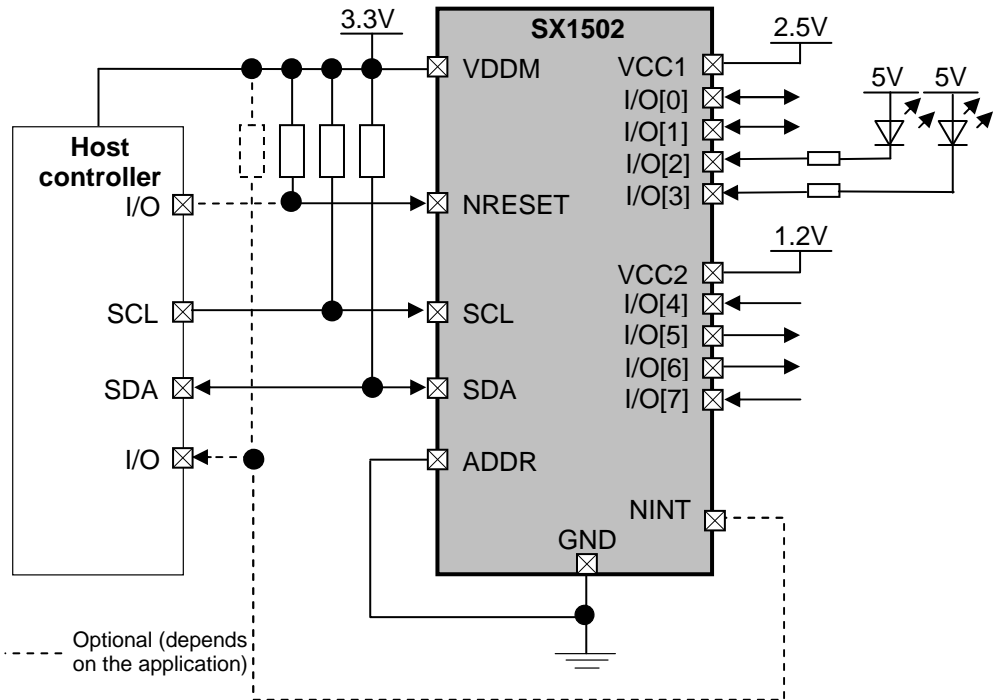 3.3V
SX1502
2.5V
VDDM
VCC1
5V
5V
I/O[0]
I/O[1]
Host
controller
I/O[2]
I/O[3]
I/O
NRESET
1.2V
VCC2
SCL
SCL
I/O[4]
I/O[5]
I/O[6]
SDA
SDA
I/O[7]
I/O
ADDR
NINT
GND
Optional (depends
on the application)